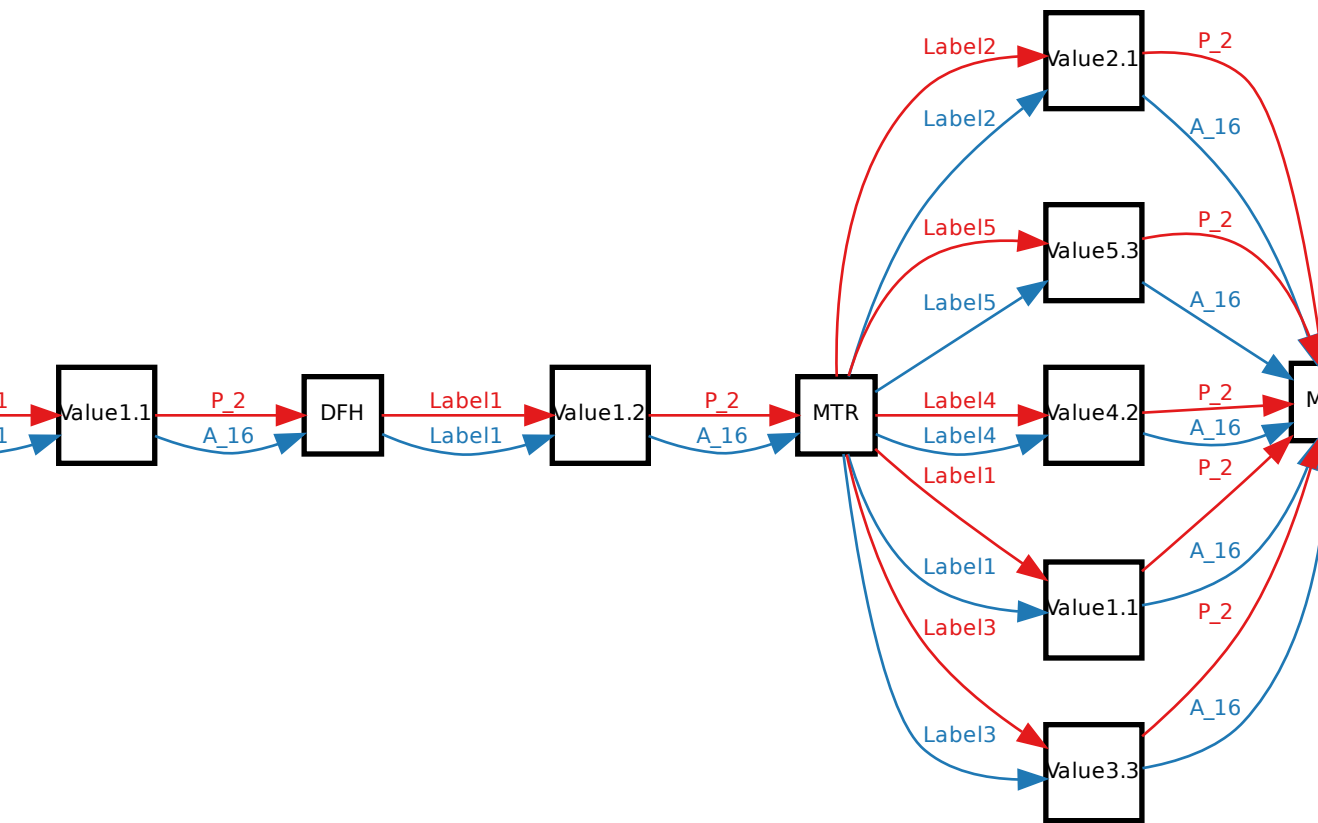 Label2
Value2.1
P_2
Label2
A_16
Label5
Value5.3
P_2
Label5
A_16
1
1
Value1.1
P_2
A_16
DFH
Label1
Label1
Value1.2
P_2
A_16
MTR
Label4
Label4
Value4.2
P_2
A_16
M
Label1
P_2
Label1
Value1.1
A_16
Label3
P_2
Label3
Value3.3
A_16